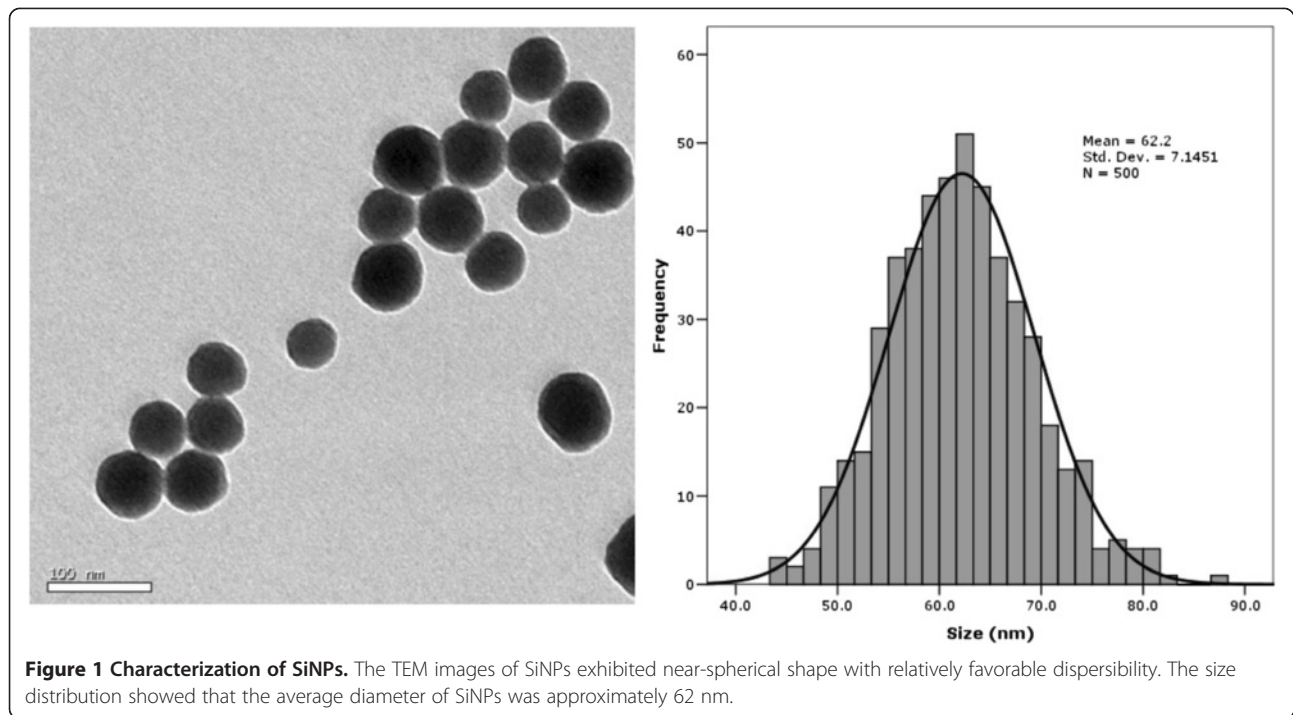 100 nm
60
50
40
30
20
10
0
Frequency
Mean = 62.2
Std. Dev. = 7.1451
N = 500
40.0 50.0 60.0 70.0 80.0 90.0
Size (nm)
Figure 1 Characterization of SiNPs. The TEM images of SiNPs exhibited near-spherical shape with relatively favorable dispersibility. The size
distribution showed that the average diameter of SiNPs was approximately 62 nm.